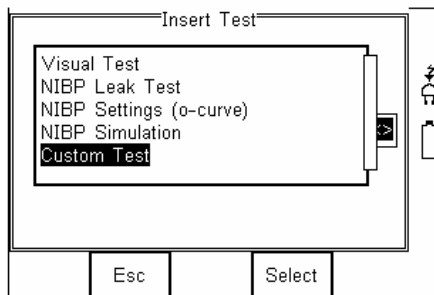 Insert Test
Visual Test
NIBP Leak Test
NIBP Settings (o-curve)
NIBP Simulation
Custom Test
<>
Esc
Select